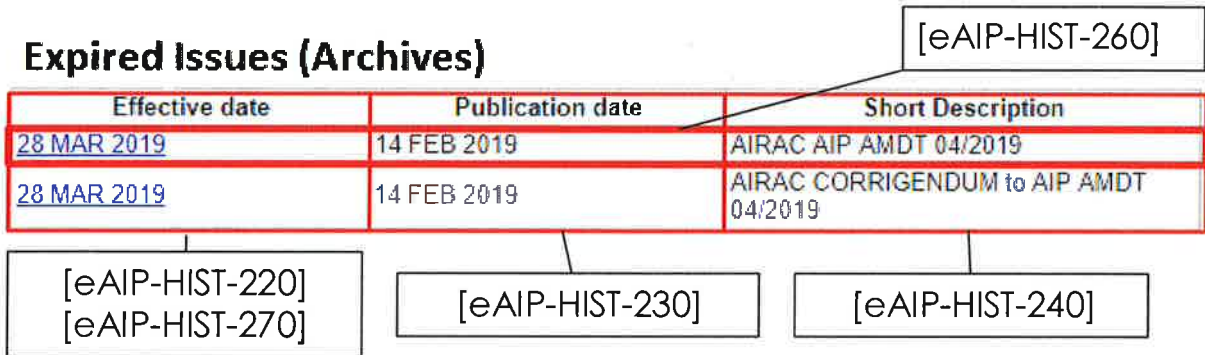 [eAIP-HIST-260]
Expired Issues (Archives)
Effective date Publication date Short Description
28 MAR 2019 14 FEB 2019 AIRAC AIP AMDT 04/2019
28 MAR 2019 14 FEB 2019 AIRAC CORRIGENDUM to AIP AMDT
04/2019
[eAIP-HIST-220]
[eAIP-HIST-270]
[eAIP-HIST-230]
[eAIP-HIST-240]